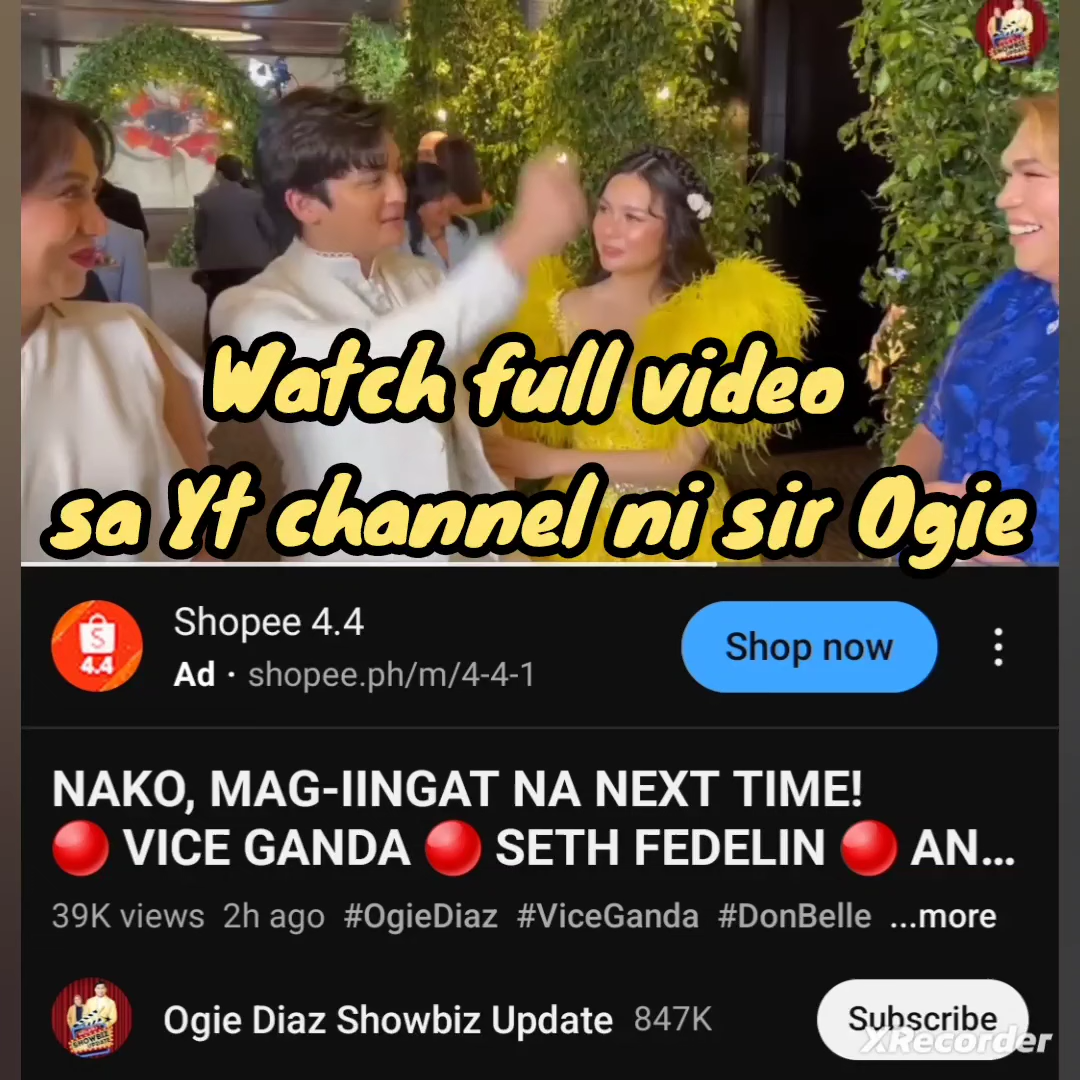 Watch full video
sa Yt channel ni sir Ogie
S
4.4
Shopee 4.4
Ad · shopee.ph/m/4-4-1
Shop now
NAKO, MAG-IINGAT NA NEXT TIME!
🔴 VICE GANDA 🔴 SETH FEDELIN 🔴 AN...
39K views 2h ago #OgieDiaz #ViceGanda #DonBelle ...more
Ogie Diaz Showbiz Update 847K
Subscribe
XRecorder